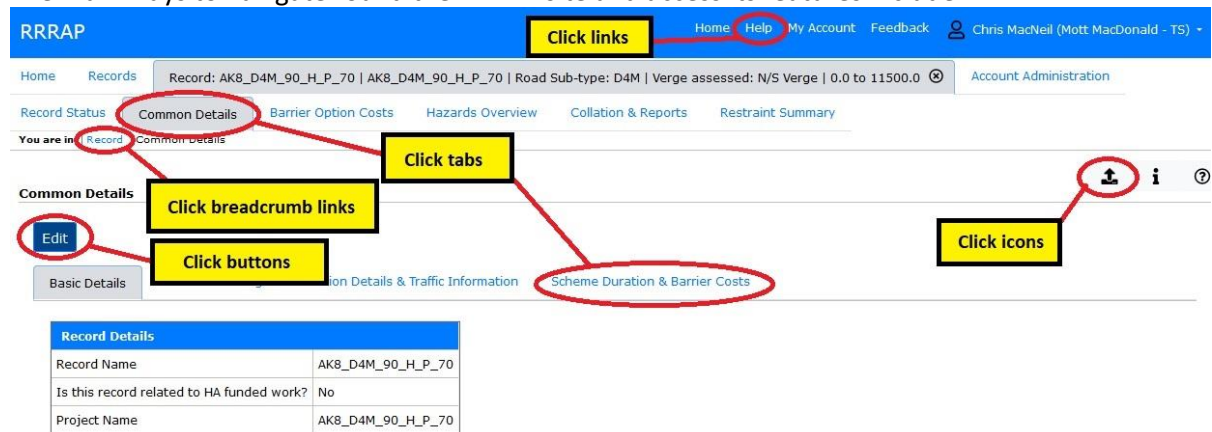 RRRAP
Click links
Home Help My Account Feedback Chris MacNeil (Mott MacDonald - TS)
Home Records Record: AK8_D4M_90_H_P_70 | AK8_D4M_90_H_P_70 | Road Sub-type: D4M | Verge assessed: N/S Verge | 0.0 to 11500.0 Account Administration
Record Status Common Details Barrier Option Costs Hazards Overview Collation & Reports Restraint Summary
You are in Record Common Details
Click tabs
Common Details
Click breadcrumb links
Edit
Click buttons
Click icons
Basic Details Details & Traffic Information Scheme Duration & Barrier Costs
Record Details
Record Name AK8_D4M_90_H_P_70
Is this record related to HA funded work? No
Project Name AK8_D4M_90_H_P_70